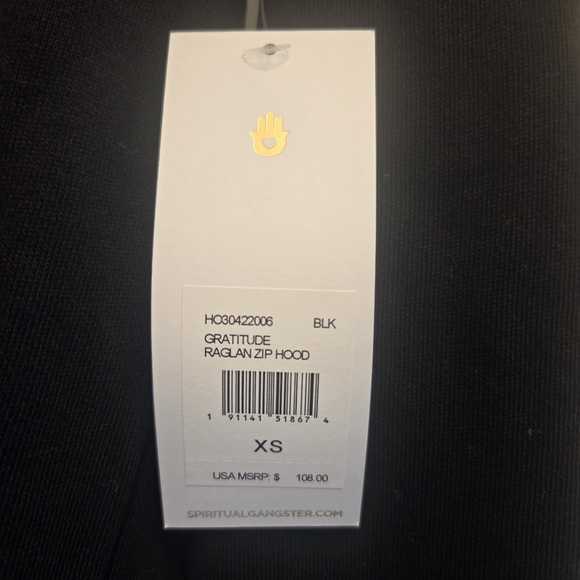 HO30422006 BLK
GRATITUDE
RAGLAN ZIP HOOD
1 91141 51867 4
XS
USA MSRP: $ 108.00
SPIRITUALGANGSTER.COM